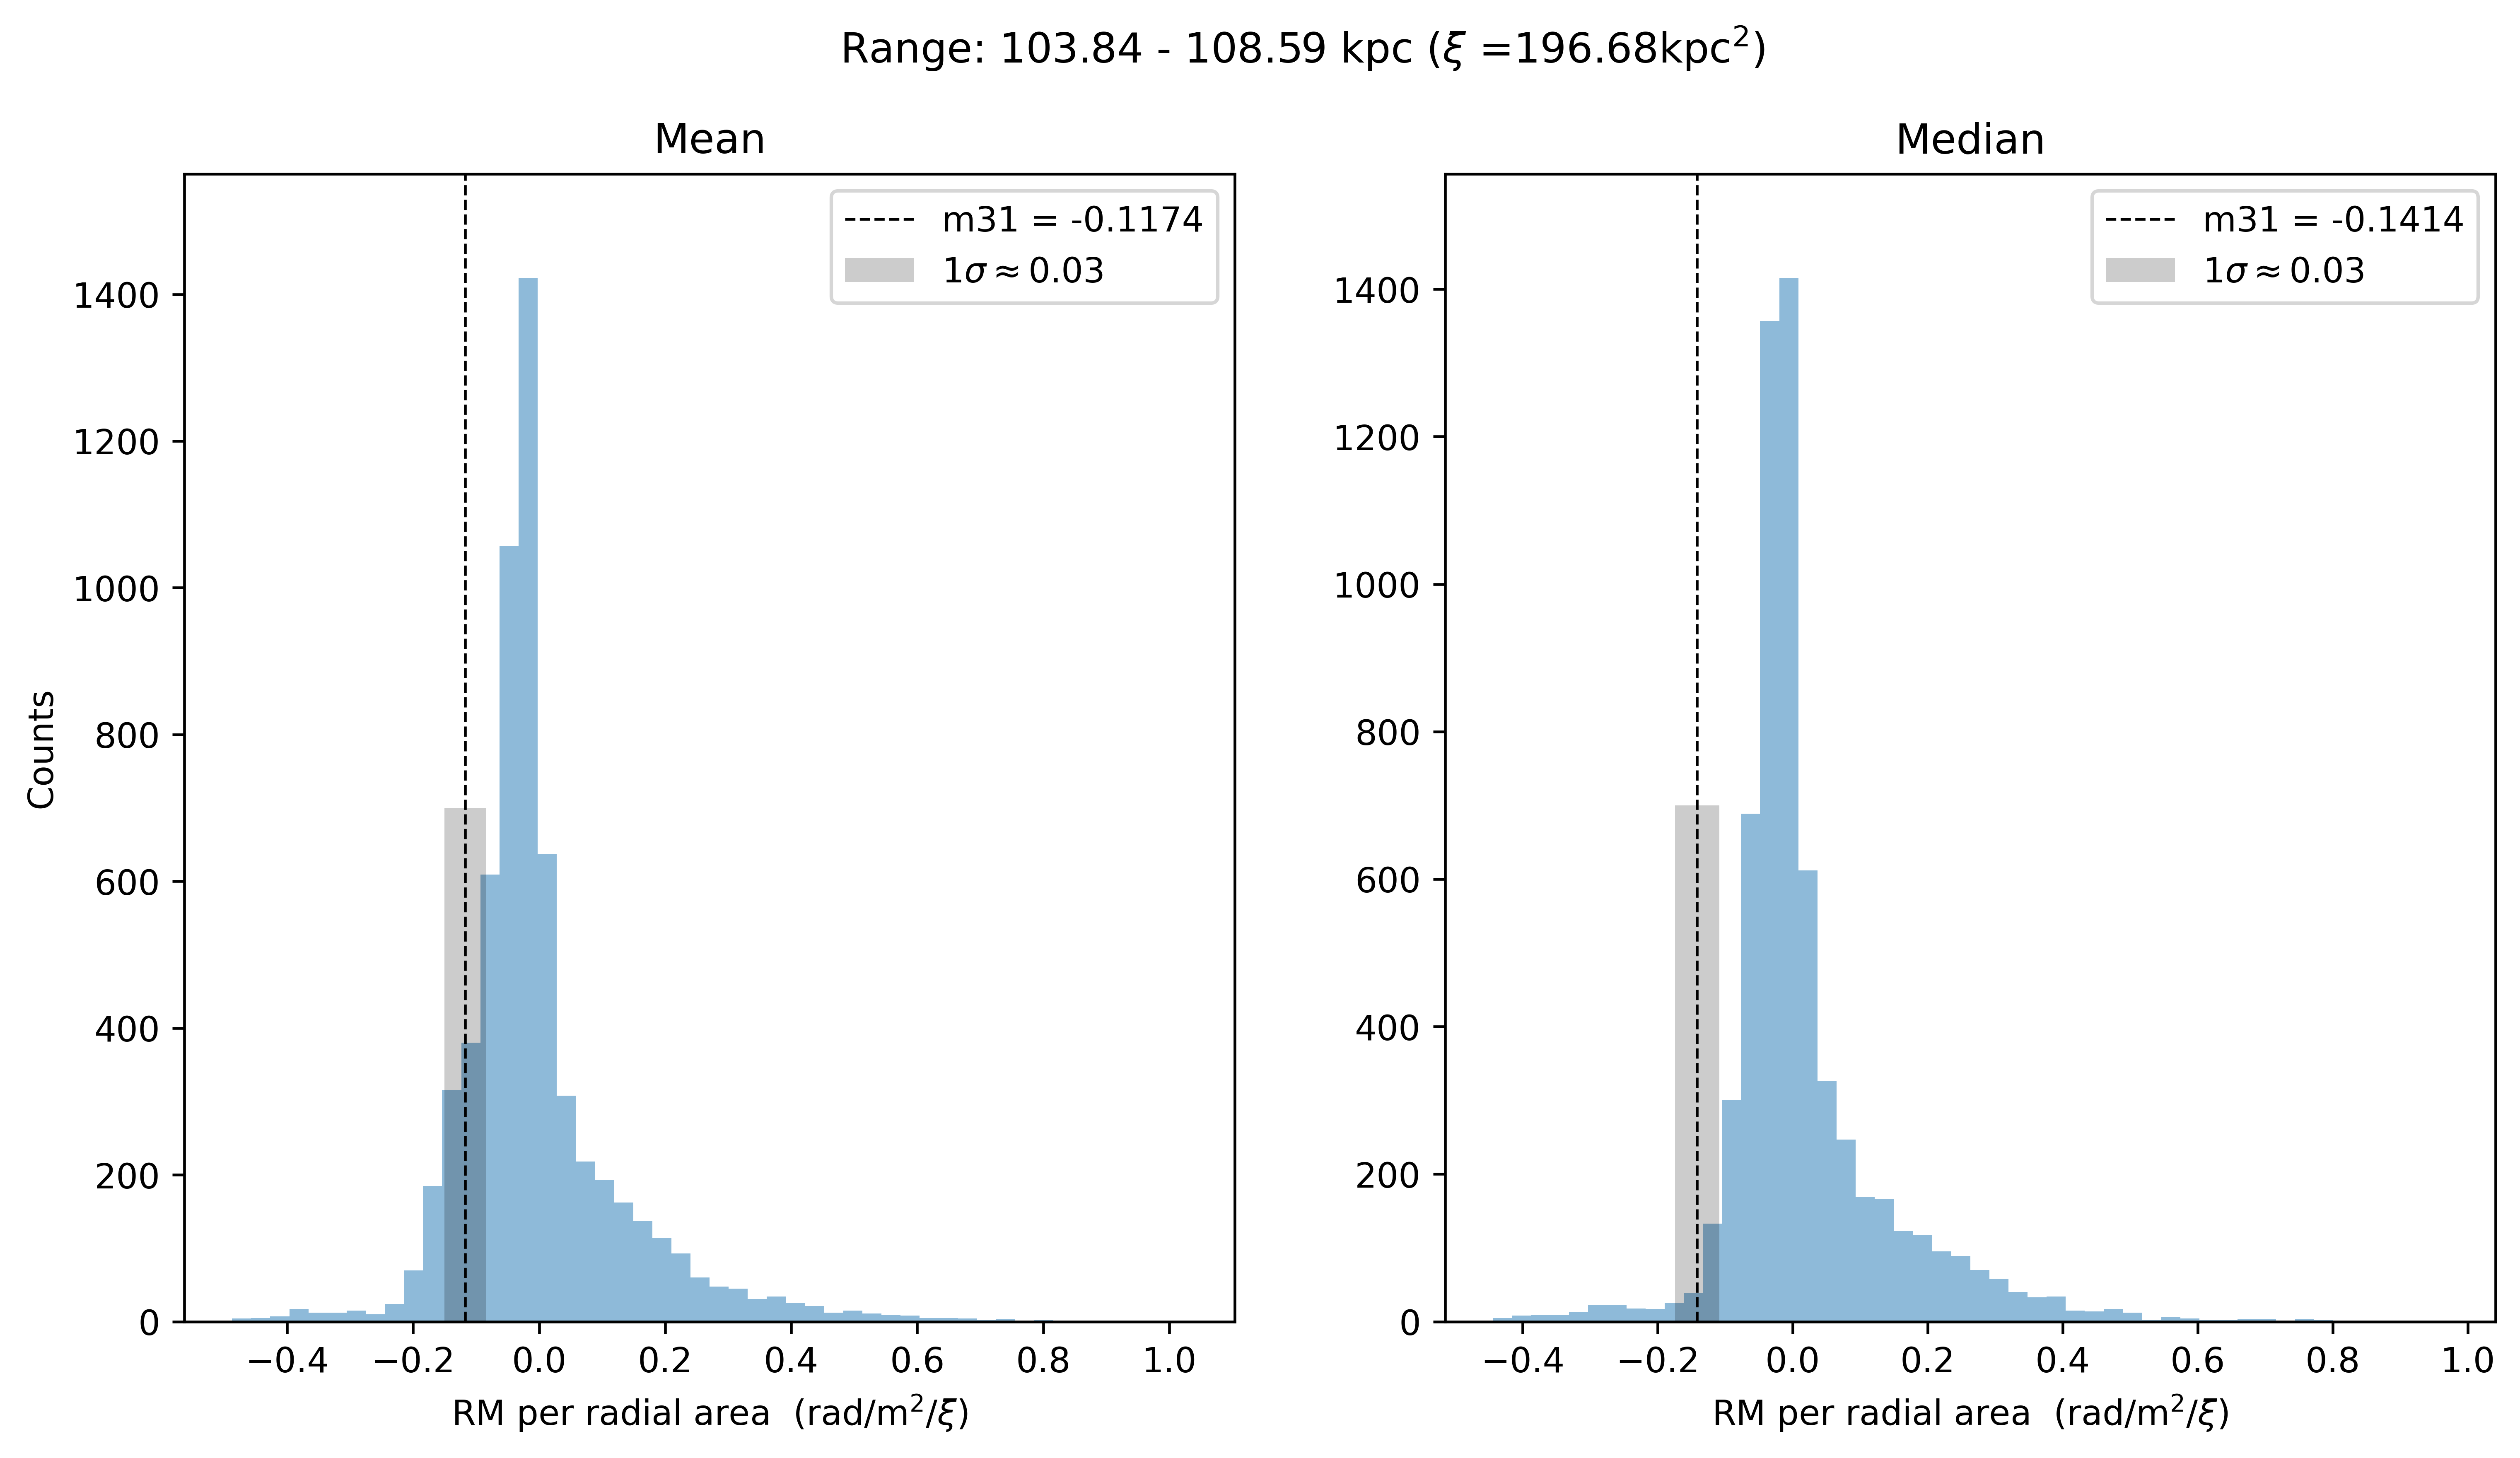 Range: 103.84 - 108.59 kpc (ξ =196.68kpc²)
Mean
m31 = -0.1174
1σ ≈ 0.03
Counts
1400
1200
1000
800
600
400
200
0
−0.4 −0.2 0.0 0.2 0.4 0.6 0.8 1.0
RM per radial area (rad/m²/ξ)
Median
m31 = -0.1414
1σ ≈ 0.03
1400
1200
1000
800
600
400
200
0
−0.4 −0.2 0.0 0.2 0.4 0.6 0.8 1.0
RM per radial area (rad/m²/ξ)